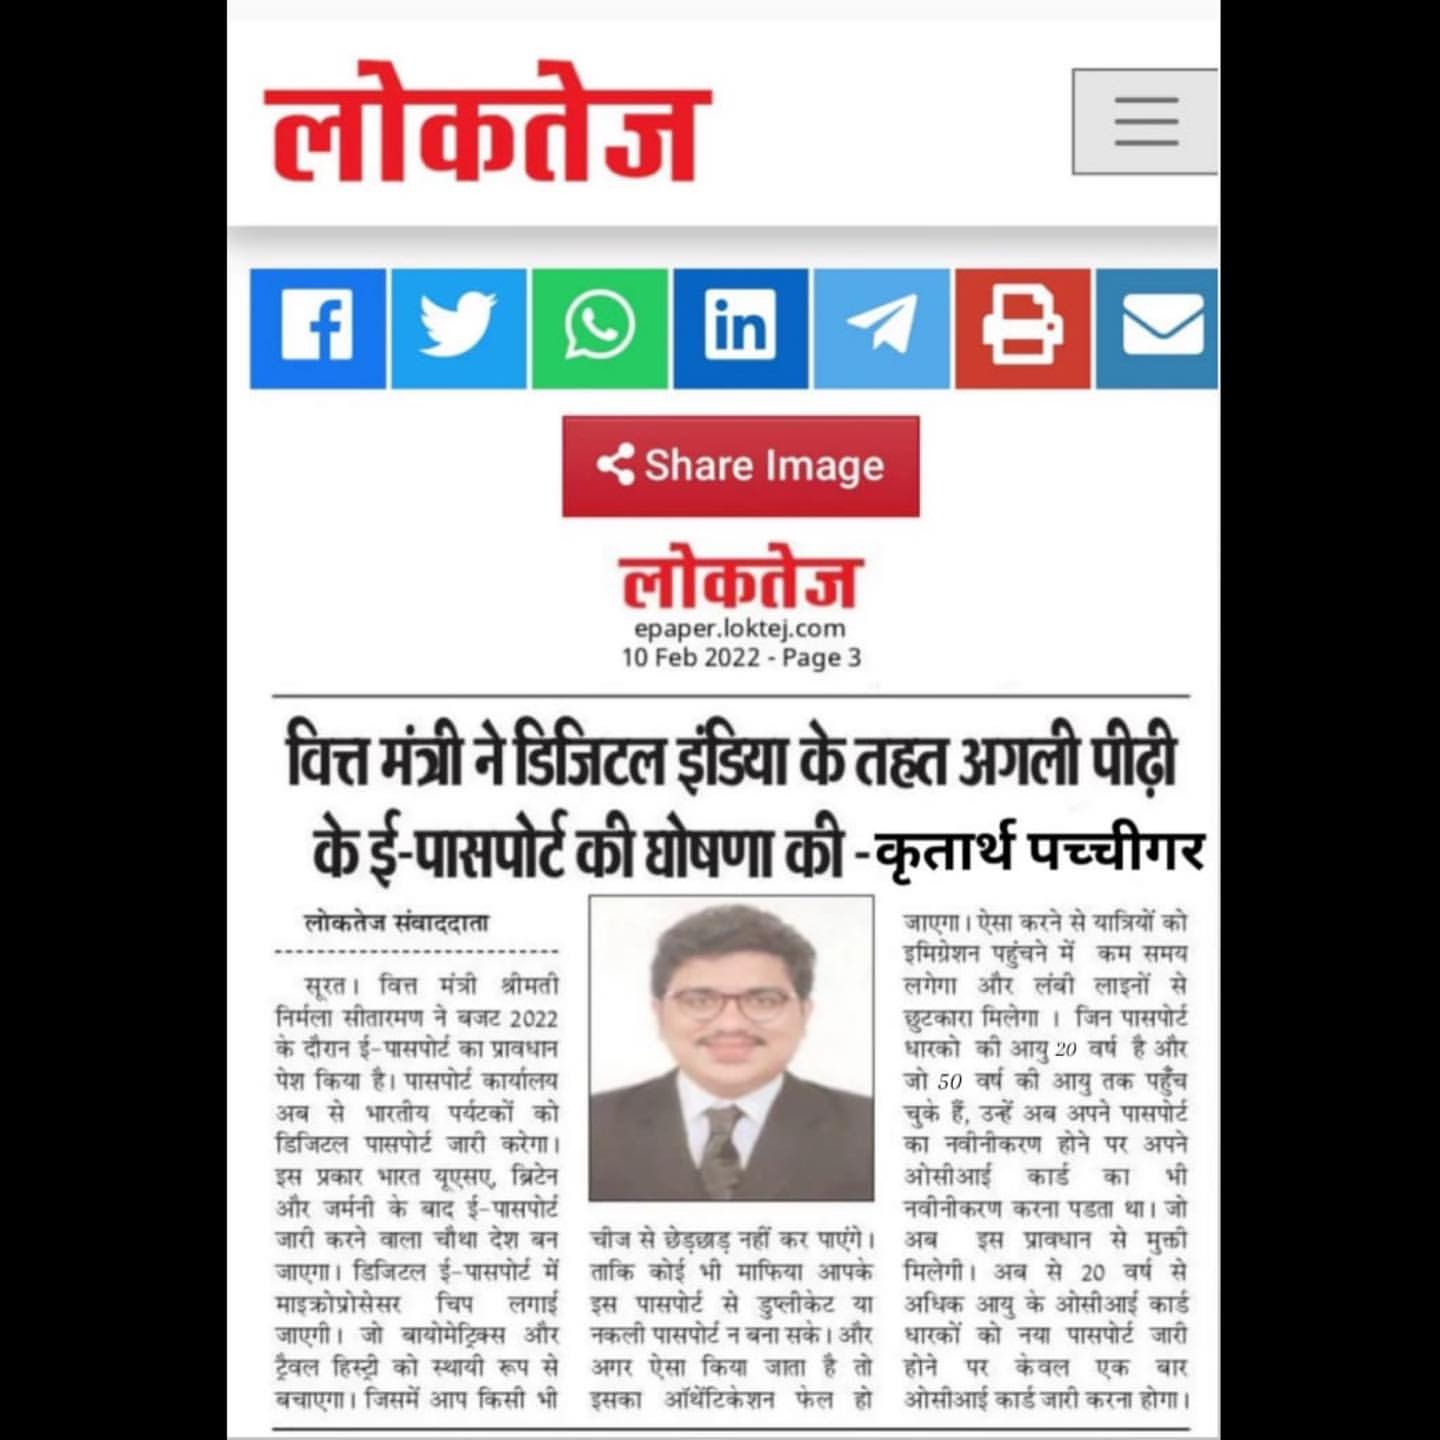 लोकतेज
Share Image
लोकतेज
epaper.loktej.com
10 Feb 2022 - Page 3
वित्त मंत्री ने डिजिटल इंडिया के तहत अगली पीढ़ी
के ई-पासपोर्ट की घोषणा की -कृतार्थ पच्चीगर
लोकतेज संवाददाता
सूरत। वित्त मंत्री श्रीमती
निर्मला सीतारमण ने बजट 2022
के दौरान ई-पासपोर्ट का प्रावधान
पेश किया है। पासपोर्ट कार्यालय
अब से भारतीय पर्यटकों को
डिजिटल पासपोर्ट जारी करेगा।
इस प्रकार भारत यूएसए, ब्रिटेन
और जर्मनी के बाद ई-पासपोर्ट
जारी करने वाला चौथा देश बन
जाएगा। डिजिटल ई-पासपोर्ट में
माइक्रोप्रोसेसर चिप लगाई
जाएगी। जो बायोमेट्रिक्स और
ट्रैवल हिस्ट्री को स्थायी रूप से
बचाएगा। जिसमें आप किसी भी
चीज से छेड़छाड़ नहीं कर पाएंगे।
ताकि कोई भी माफिया आपके
इस पासपोर्ट से डुप्लीकेट या
नकली पासपोर्ट न बना सके। और
अगर ऐसा किया जाता है तो
इसका ऑथेंटिकेशन फेल हो
जाएगा। ऐसा करने से यात्रियों को
इमिग्रेशन पहुंचने में कम समय
लगेगा और लंबी लाइनों से
छुटकारा मिलेगा । जिन पासपोर्ट
धारको की आयु 20 वर्ष है और
जो 50 वर्ष की आयु तक पहुँच
चुके हैं, उन्हें अब अपने पासपोर्ट
का नवीनीकरण होने पर अपने
ओसीआई कार्ड का भी
नवीनीकरण करना पडता था। जो
अब इस प्रावधान से मुक्ती
मिलेगी। अब से 20 वर्ष से
अधिक आयु के ओसीआई कार्ड
धारकों को नया पासपोर्ट जारी
होने पर केवल एक बार
ओसीआई कार्ड जारी करना होगा।